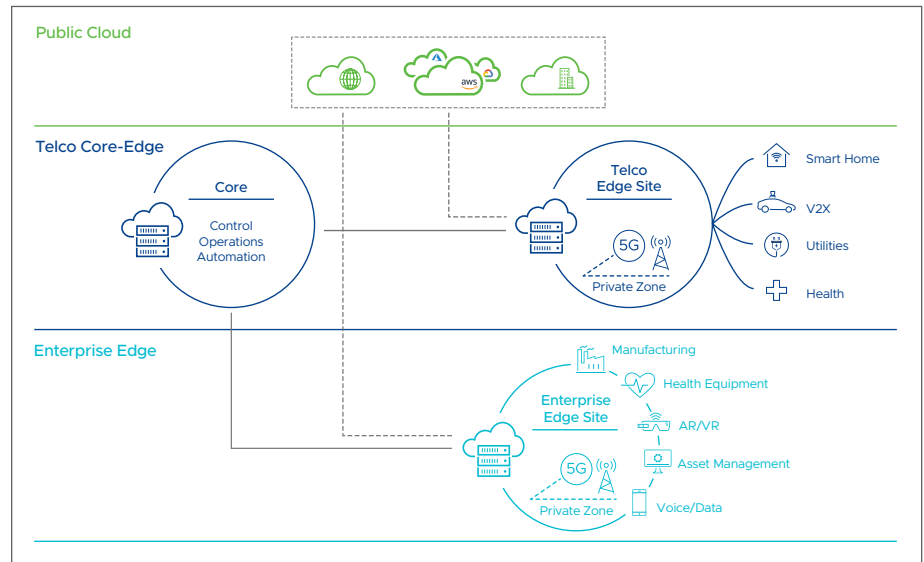 Public Cloud
aws
Telco Core-Edge
Core
Control
Operations
Automation
Telco
Edge Site
5G
Private Zone
Smart Home
V2X
Utilities
Health
Enterprise Edge
Manufacturing
Health Equipment
Enterprise
Edge Site
AR/VR
5G
Asset Management
Private Zone
Voice/Data